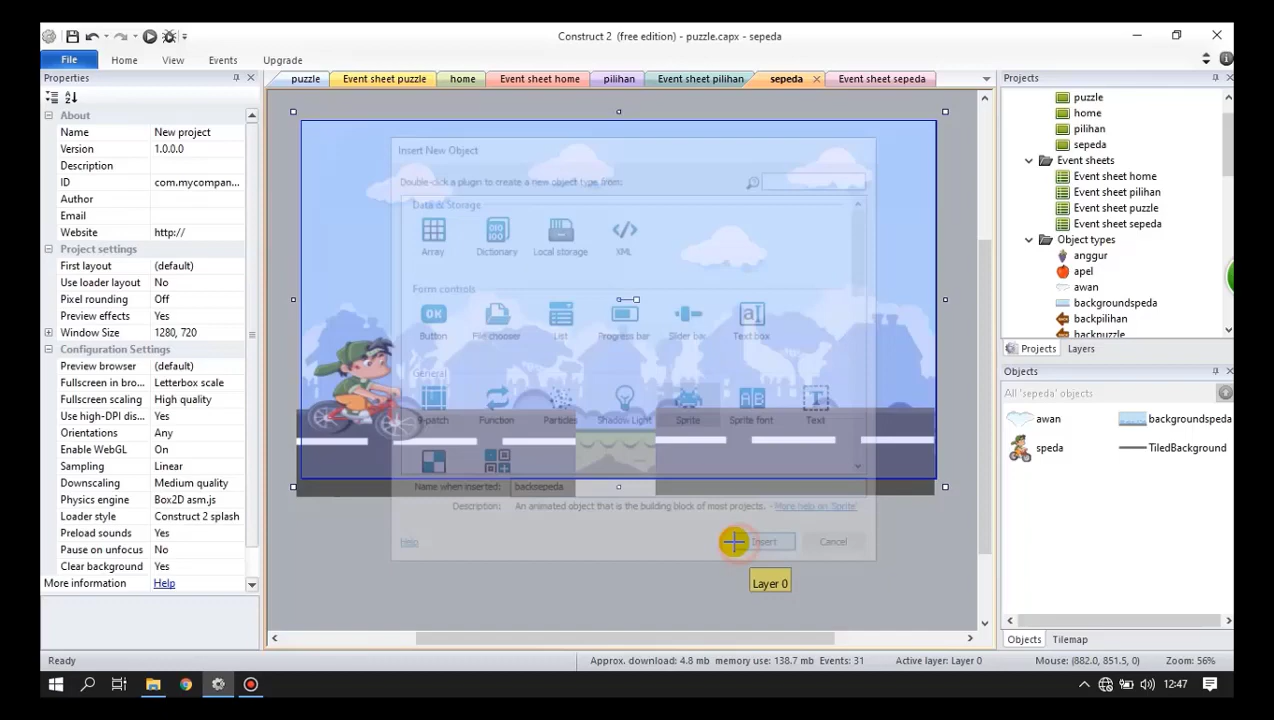 Construct 2 (free edition) - puzzle.capx - sepeda
File
Home
View
Events
Upgrade
Properties
puzzle
Event sheet puzzle
home
Event sheet home
pilihan
Event sheet pilihan
sepeda
Event sheet sepeda
About
Name New project
Version 1.0.0.0
Description
ID com.mycompan...
Author
Email
Website http://
Project settings
First layout (default)
Use loader layout No
Pixel rounding Off
Preview effects Yes
Window Size 1280, 720
Configuration Settings
Preview browser (default)
Fullscreen in bro... Letterbox scale
Fullscreen scaling High quality
Use high-DPI dis... Yes
Orientations Any
Enable WebGL On
Sampling Linear
Downscaling Medium quality
Physics engine Box2D asm.js
Loader style Construct 2 splash
Preload sounds Yes
Pause on unfocus No
Clear background Yes
More information Help
Insert New Object
Double-click a plugin to create a new object type from:
Data & Storage
Array
Dictionary
Local storage
XML
Form controls
Button
File chooser
List
Progress bar
Slider bar
Text box
General
9-patch
Function
Particles
Shadow Light
Sprite
Sprite font
Text
Name when inserted: backsepeda
Description: An animated object that is the building block of most projects. - More help on 'Sprite'
Help
Insert
Cancel
Layer 0
Projects
puzzle
home
pilihan
sepeda
Event sheets
Event sheet home
Event sheet pilihan
Event sheet puzzle
Event sheet sepeda
Object types
anggur
apel
awan
backgroundspeda
backpilihan
backpuzzle
Projects
Layers
Objects
All 'sepeda' objects
awan
backgroundspeda
speda
TiledBackground
Objects
Tilemap
Ready
Approx. download: 4.8 mb memory use: 138.7 mb Events: 31
Active layer: Layer 0
Mouse: (882.0, 851.5, 0)
Zoom: 56%
12:47